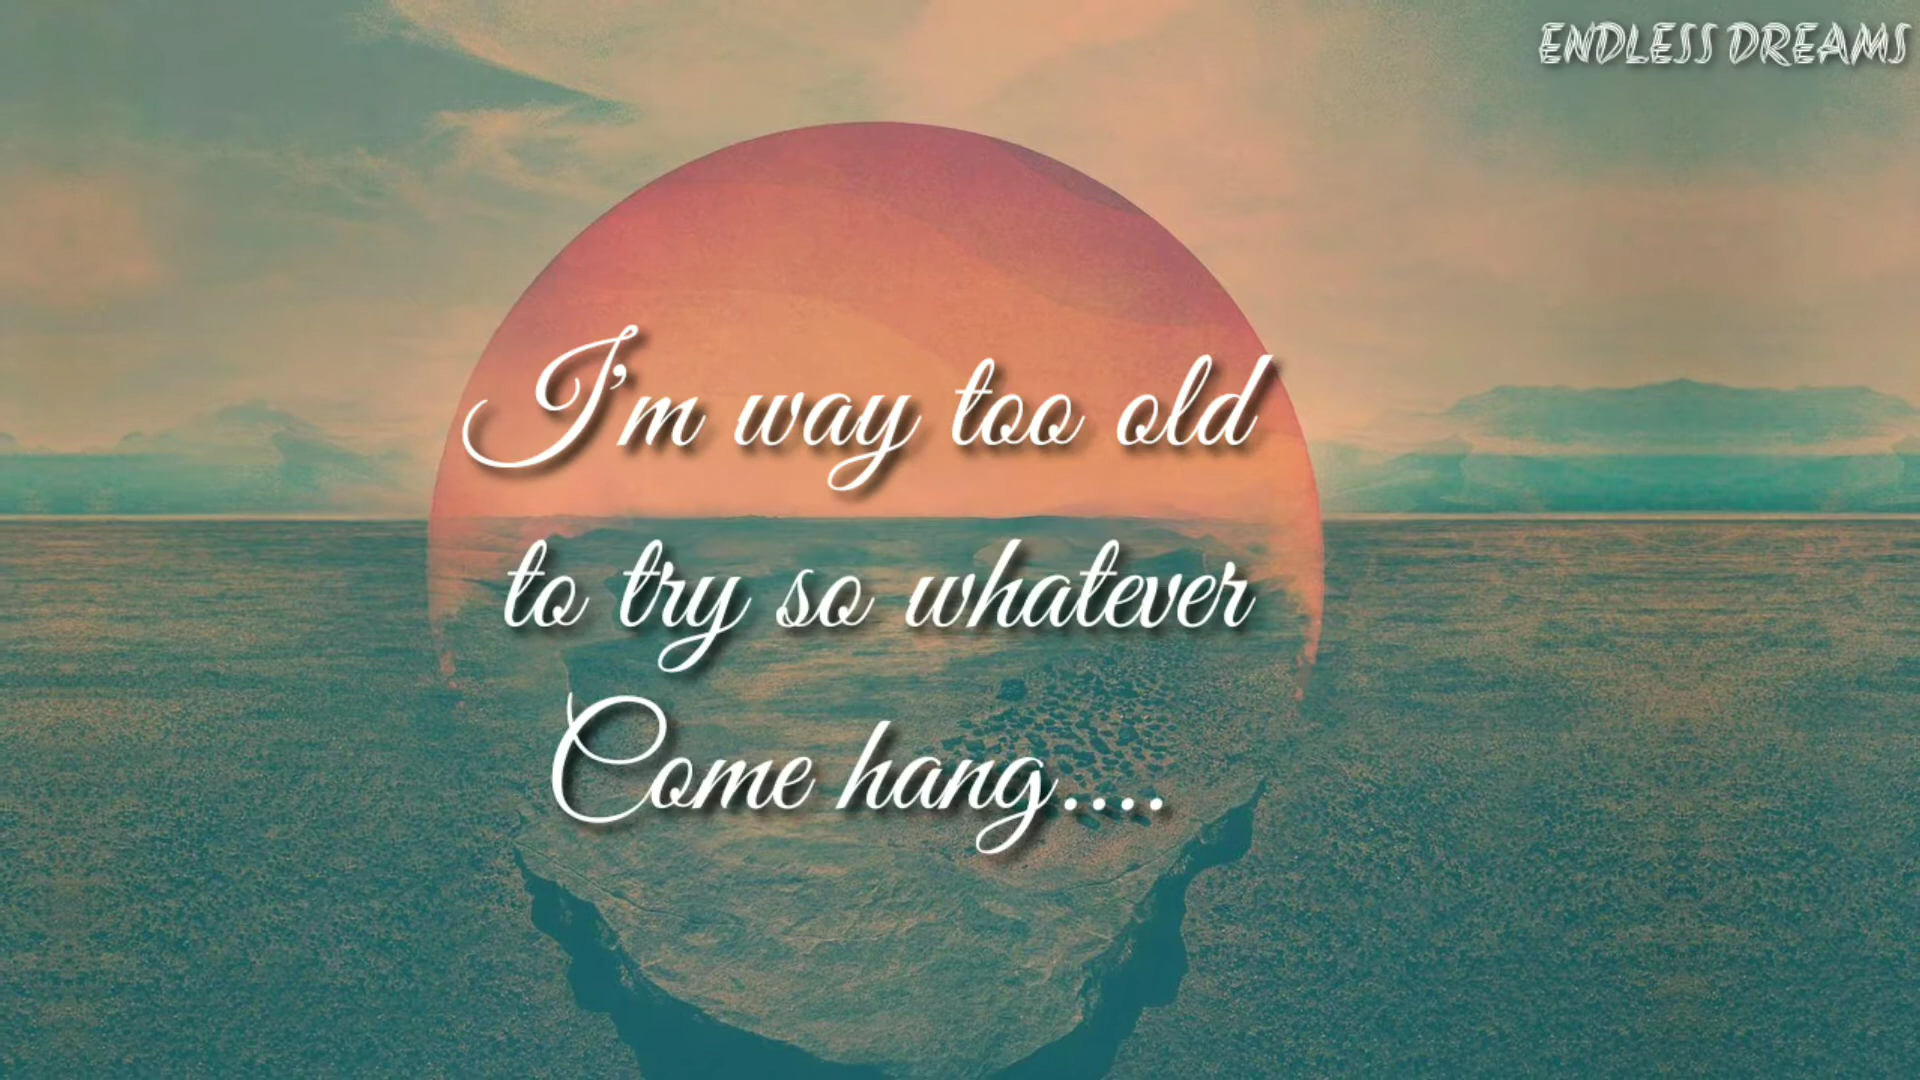 ENDLESS DREAMS
I'm way too old
to try so whatever
Come hang....